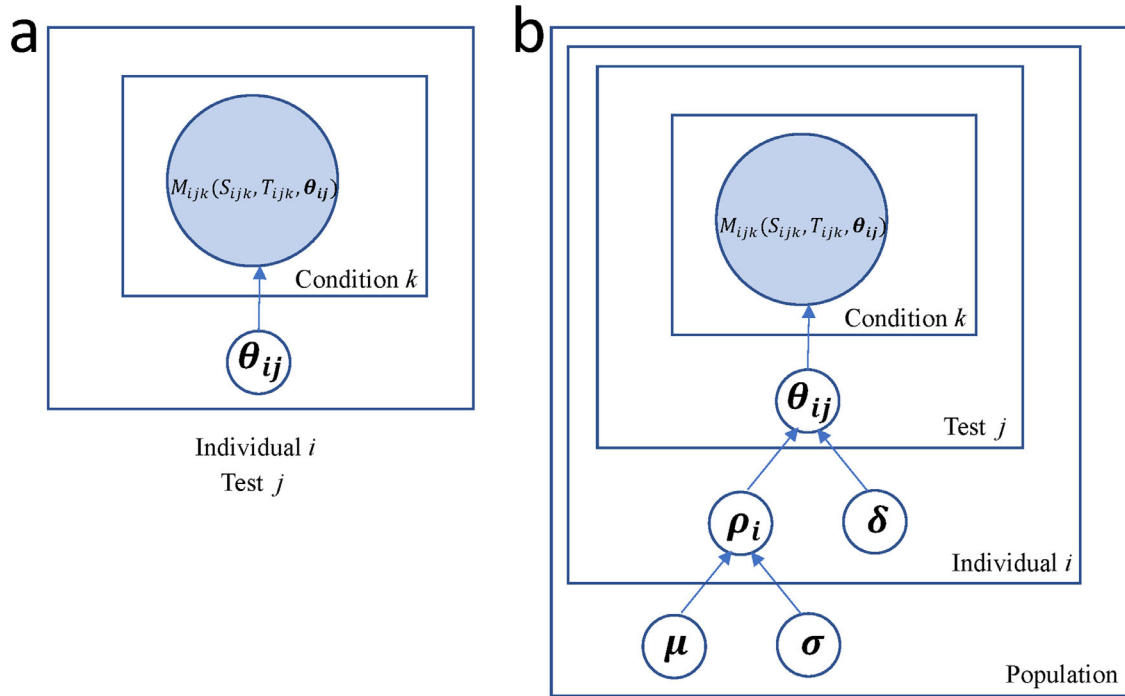 a
M_{ijk}(S_{ijk}, T_{ijk}, θ_{ij})
Condition k
θ_{ij}
Individual i
Test j
b
M_{ijk}(S_{ijk}, T_{ijk}, θ_{ij})
Condition k
θ_{ij}
Test j
ρ_i
δ
Individual i
μ
σ
Population